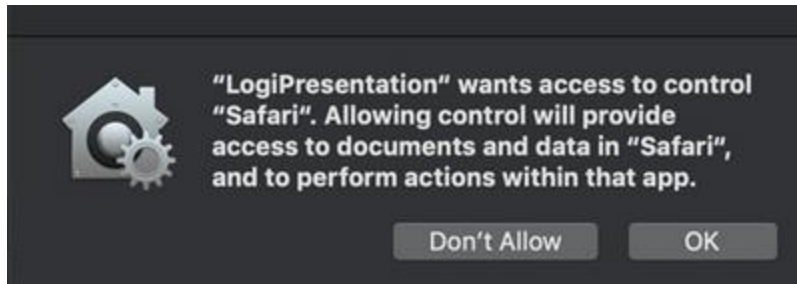 “LogiPresentation“ wants access to control
“Safari“. Allowing control will provide
access to documents and data in “Safari“,
and to perform actions within that app.
Don’t Allow
OK